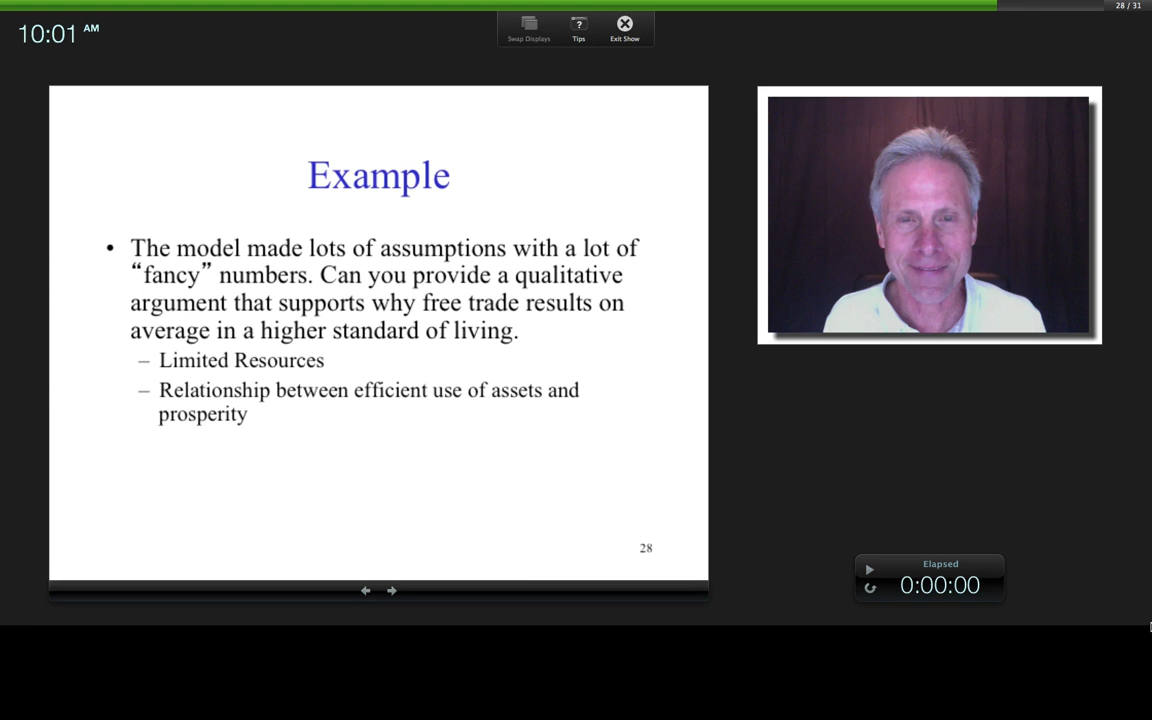 28 / 31
10:01 AM
Swap Displays
Tips
Exit Show
Example
• The model made lots of assumptions with a lot of
“fancy” numbers. Can you provide a qualitative
argument that supports why free trade results on
average in a higher standard of living.
– Limited Resources
– Relationship between efficient use of assets and
prosperity
28
Elapsed
0:00:00